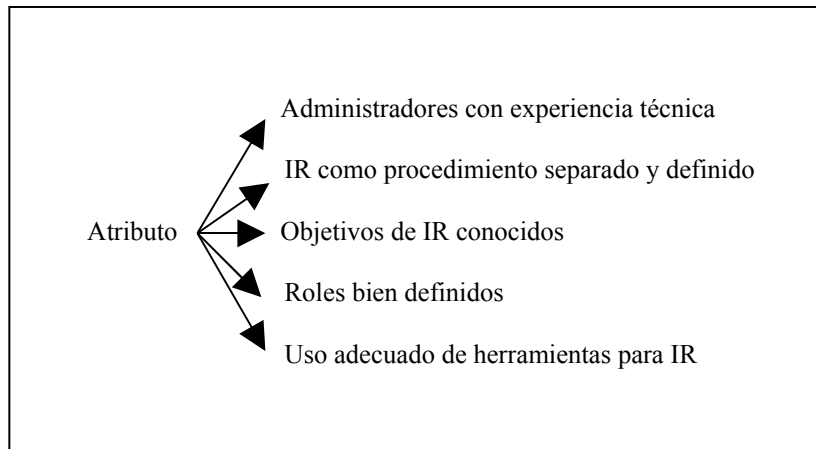 Administradores con experiencia técnica
IR como procedimiento separado y definido
Atributo
Objetivos de IR conocidos
Roles bien definidos
Uso adecuado de herramientas para IR